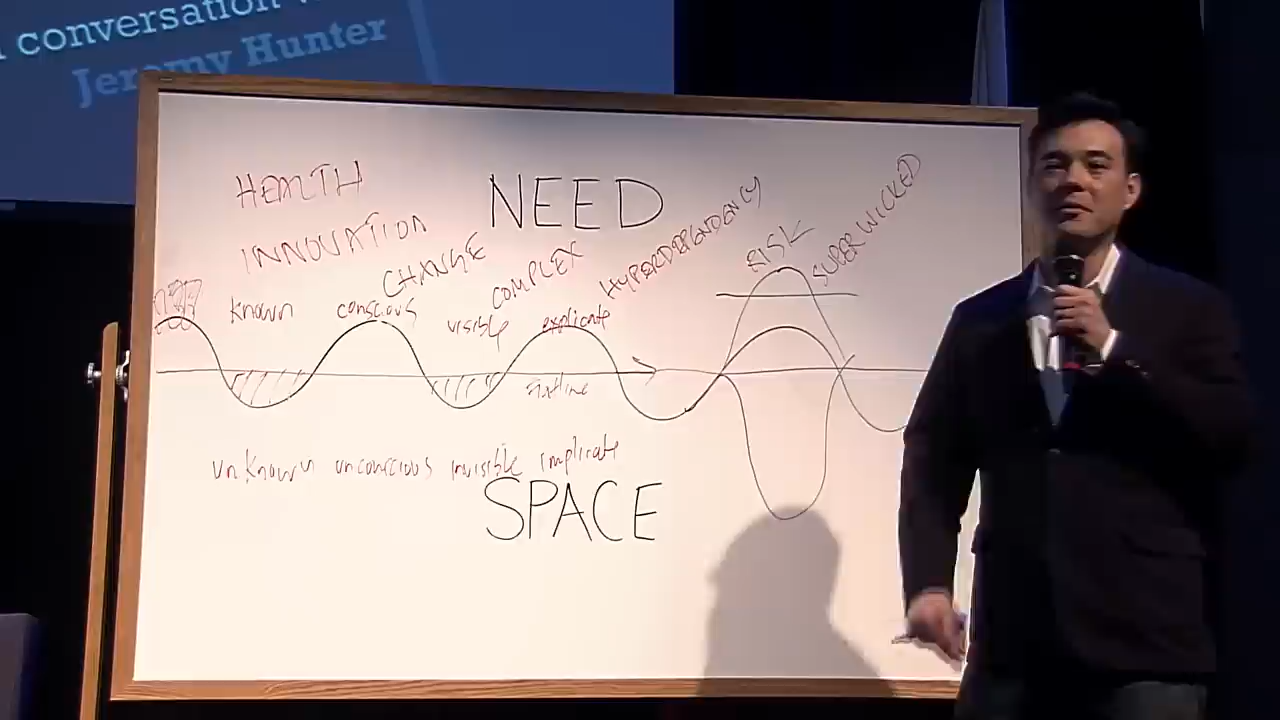 conversation
Jeremy Hunter
HEALTH
NEED
INNOVATION
CHANGE
COMPLEX
HYPERDEPENDENCY
RISK
SUPER WICKED
known
conscious
visible
explicate
unknown unconscious invisible implicate
SPACE